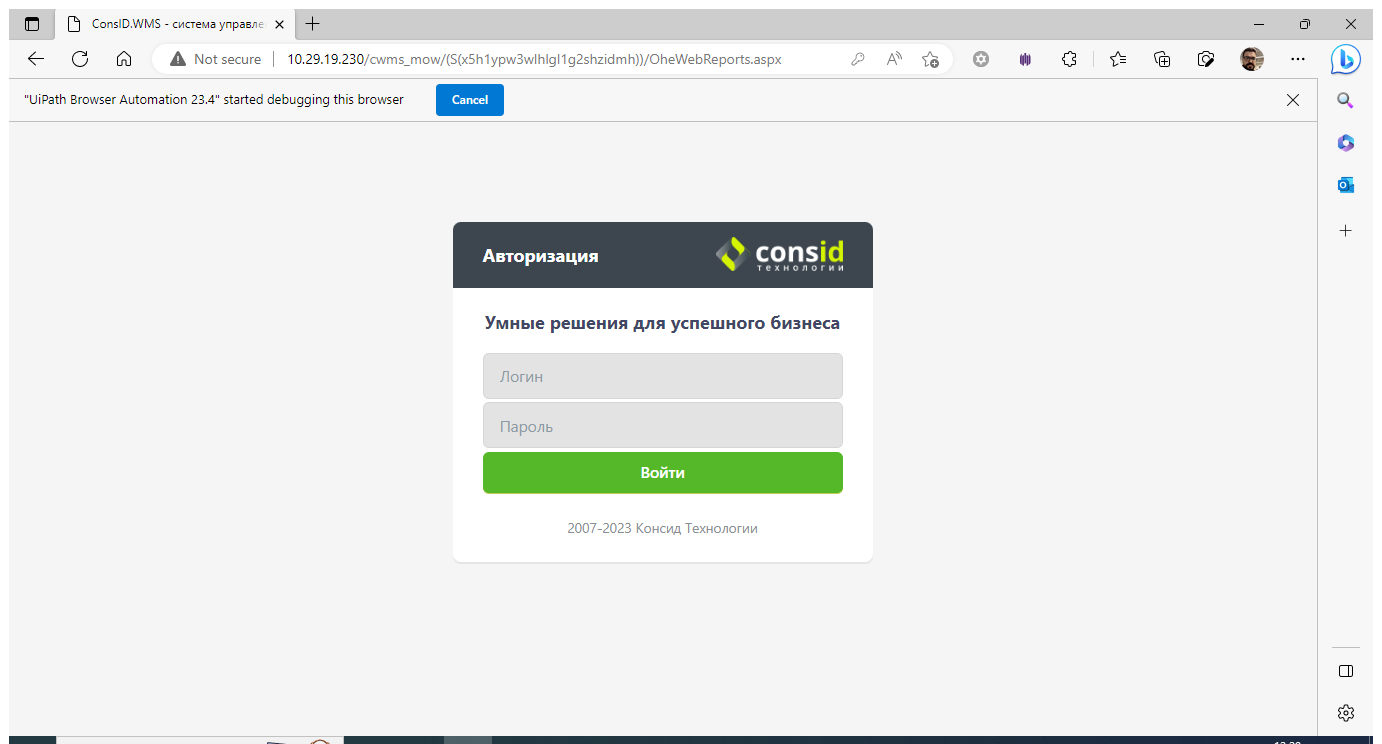 ConsID.WMS - система управле
Not secure 10.29.19.230/cwms_mow/(S(x5h1ypw3wlhlgl1g2shzidmh))/OheWebReports.aspx
"UiPath Browser Automation 23.4" started debugging this browser Cancel
Авторизация
consid
технологии
Умные решения для успешного бизнеса
Логин
Пароль
Войти
2007-2023 Консид Технологии